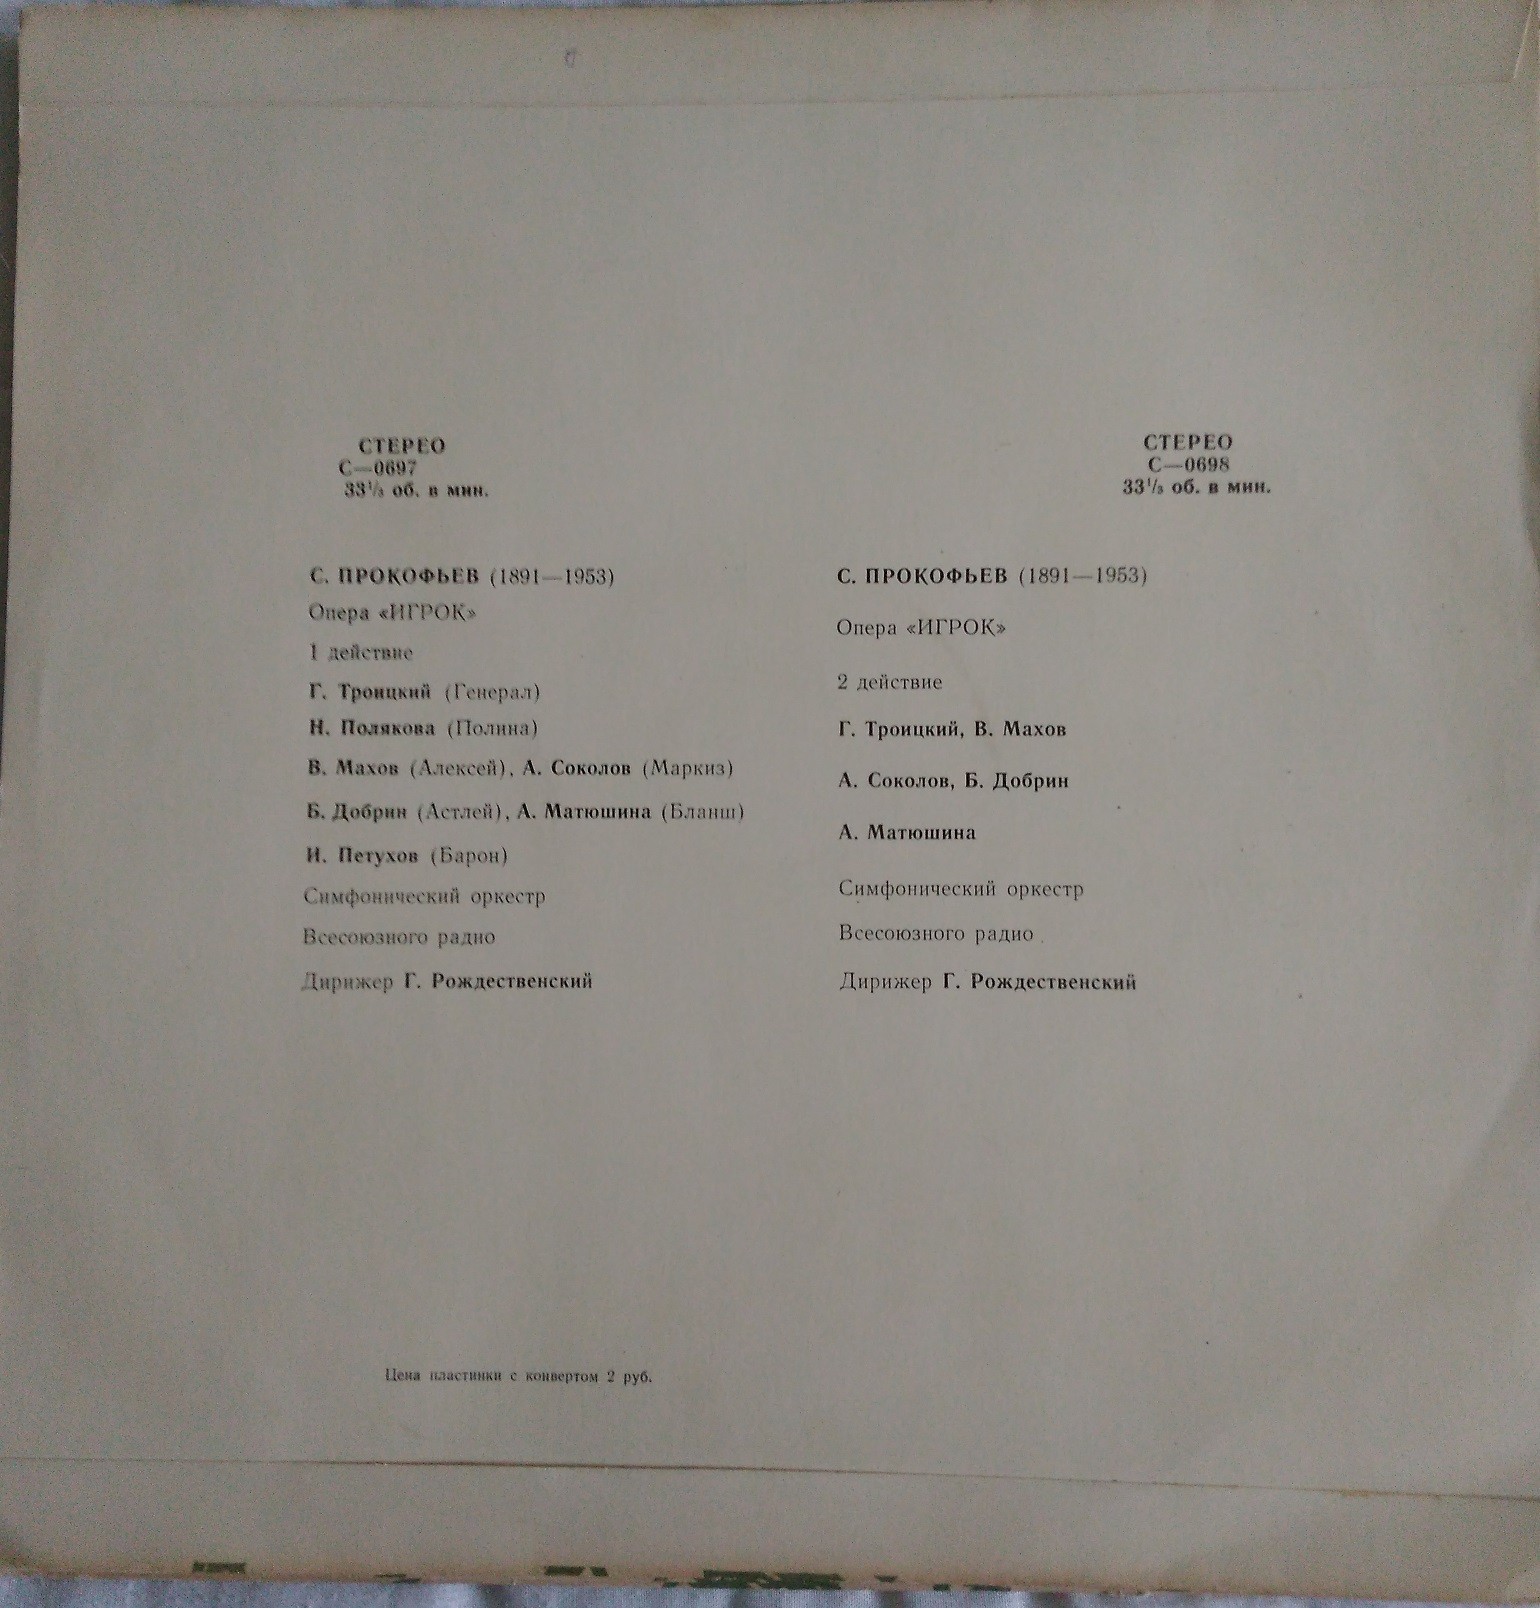 СТЕРЕО
С—0697
33¹/₃ об. в мин.
С. ПРОКОФЬЕВ (1891—1953)
Опера «ИГРОК»
1 действие
Г. Троицкий (Генерал)
Н. Полякова (Полина)
В. Махов (Алексей), А. Соколов (Маркиз)
Б. Добрин (Астлей), А. Матюшина (Бланш)
И. Петухов (Барон)
Симфонический оркестр
Всесоюзного радио
Дирижер Г. Рождественский
СТЕРЕО
С—0698
33¹/₃ об. в мин.
С. ПРОКОФЬЕВ (1891—1953)
Опера «ИГРОК»
2 действие
Г. Троицкий, В. Махов
А. Соколов, Б. Добрин
А. Матюшина
Симфонический оркестр
Всесоюзного радио
Дирижер Г. Рождественский
Цена пластинки с конвертом 2 руб.